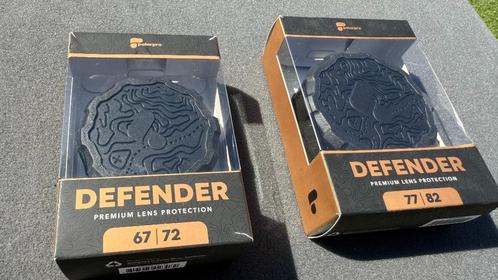 polarpro
DEFENDER
PREMIUM LENS PROTECTION
67 | 72
polarpro
DEFENDER
PREMIUM LENS PROTECTION
77 | 82